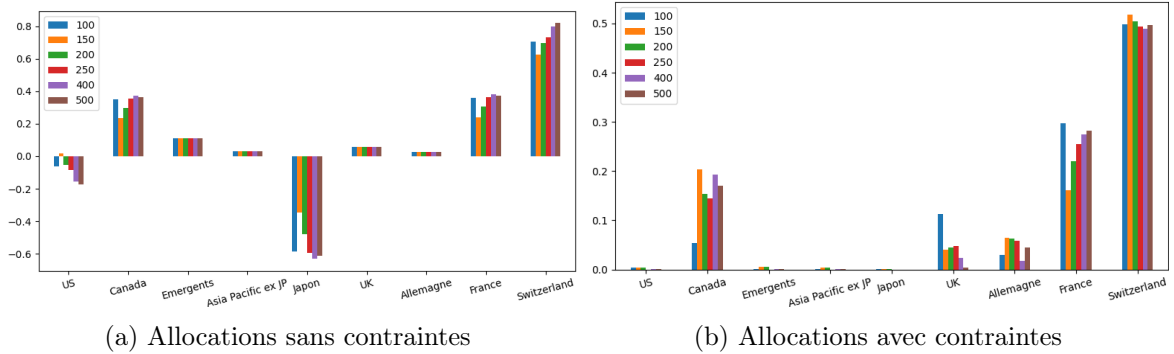 100
150
200
250
400
500
0.8
0.6
0.4
0.2
0.0
−0.2
−0.4
−0.6
US
Canada
Emergents
Asia Pacific ex JP
Japon
UK
Allemagne
France
Switzerland
(a) Allocations sans contraintes
100
150
200
250
400
500
0.5
0.4
0.3
0.2
0.1
0.0
US
Canada
Emergents
Asia Pacific ex JP
Japon
UK
Allemagne
France
Switzerland
(b) Allocations avec contraintes